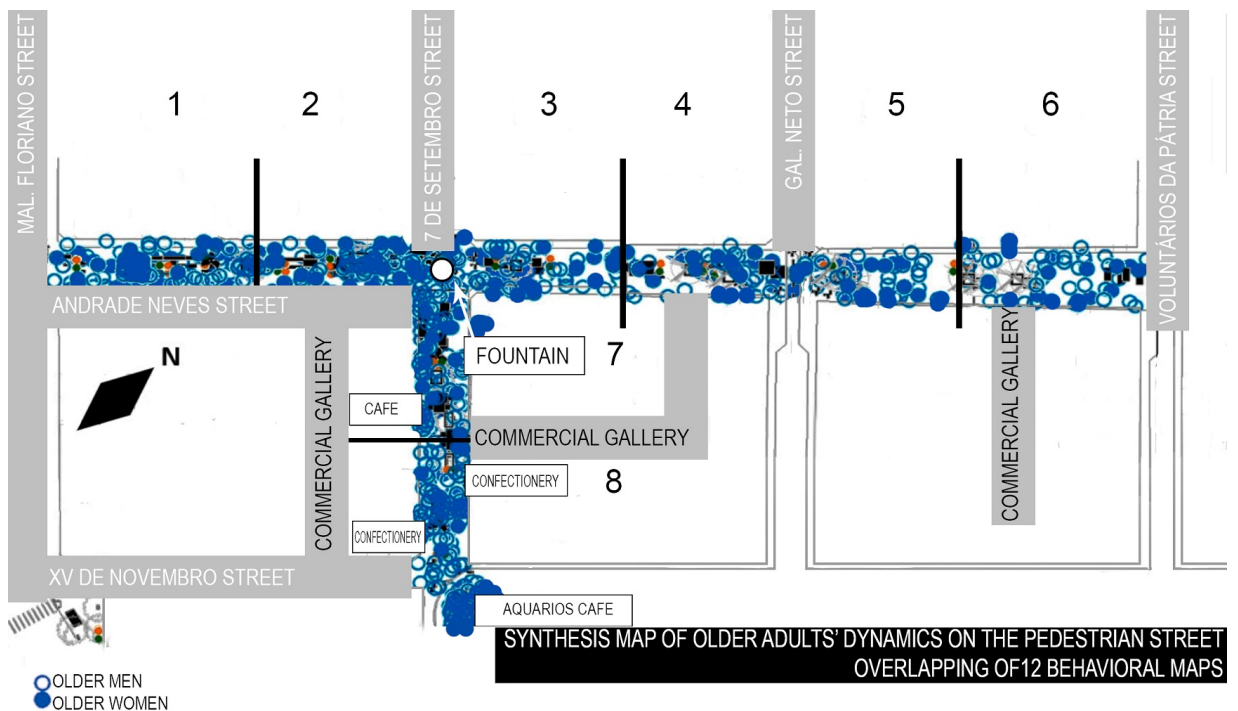 MAL. FLORIANO STREET
1
2
7 DE SETEMBRO STREET
3
4
GAL. NETO STREET
5
6
VOLUNTÁRIOS DA PÁTRIA STREET
ANDRADE NEVES STREET
N
FOUNTAIN
7
COMMERCIAL GALLERY
CAFE
COMMERCIAL GALLERY
COMMERCIAL GALLERY
CONFECTIONERY
8
CONFECTIONERY
XV DE NOVEMBRO STREET
AQUARIOS CAFE
SYNTHESIS MAP OF OLDER ADULTS' DYNAMICS ON THE PEDESTRIAN STREET
OVERLAPPING OF12 BEHAVIORAL MAPS
OLDER MEN
OLDER WOMEN